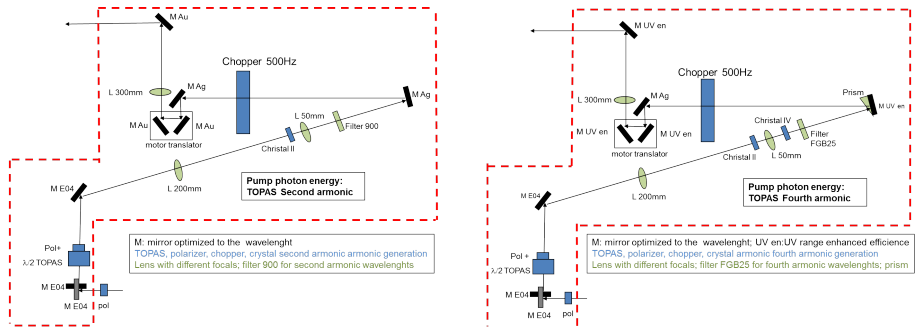 M Au
Chopper 500Hz
L 300mm
M Ag
M Ag
M Au
M Au
motor translator
L 50mm
Filter 900
Christal II
L 200mm
M E04
Pump photon energy:
TOPAS Second armonic
Pol+
λ/2 TOPAS
M: mirror optimized to the wavelenght
TOPAS, polarizer, chopper, crystal second armonic armonic generation
Lens with different focals; filter 900 for second armonic wavelenghts
M E04
M E04
pol
M UV en
Chopper 500Hz
Prism
L 300mm
M Ag
M UV en
M UV en
M UV en
motor translator
Christal IV
Filter
FGB25
L 50mm
Christal II
L 200mm
M E04
Pump photon energy:
TOPAS Fourth armonic
Pol +
λ/2 TOPAS
M: mirror optimized to the wavelenght; UV en:UV range enhanced efficience
TOPAS, polarizer, chopper, crystal armonic fourth armonic generation
Lens with different focals; filter FGB25 for fourth armonic wavelenghts; prism
M E04
M E04
pol